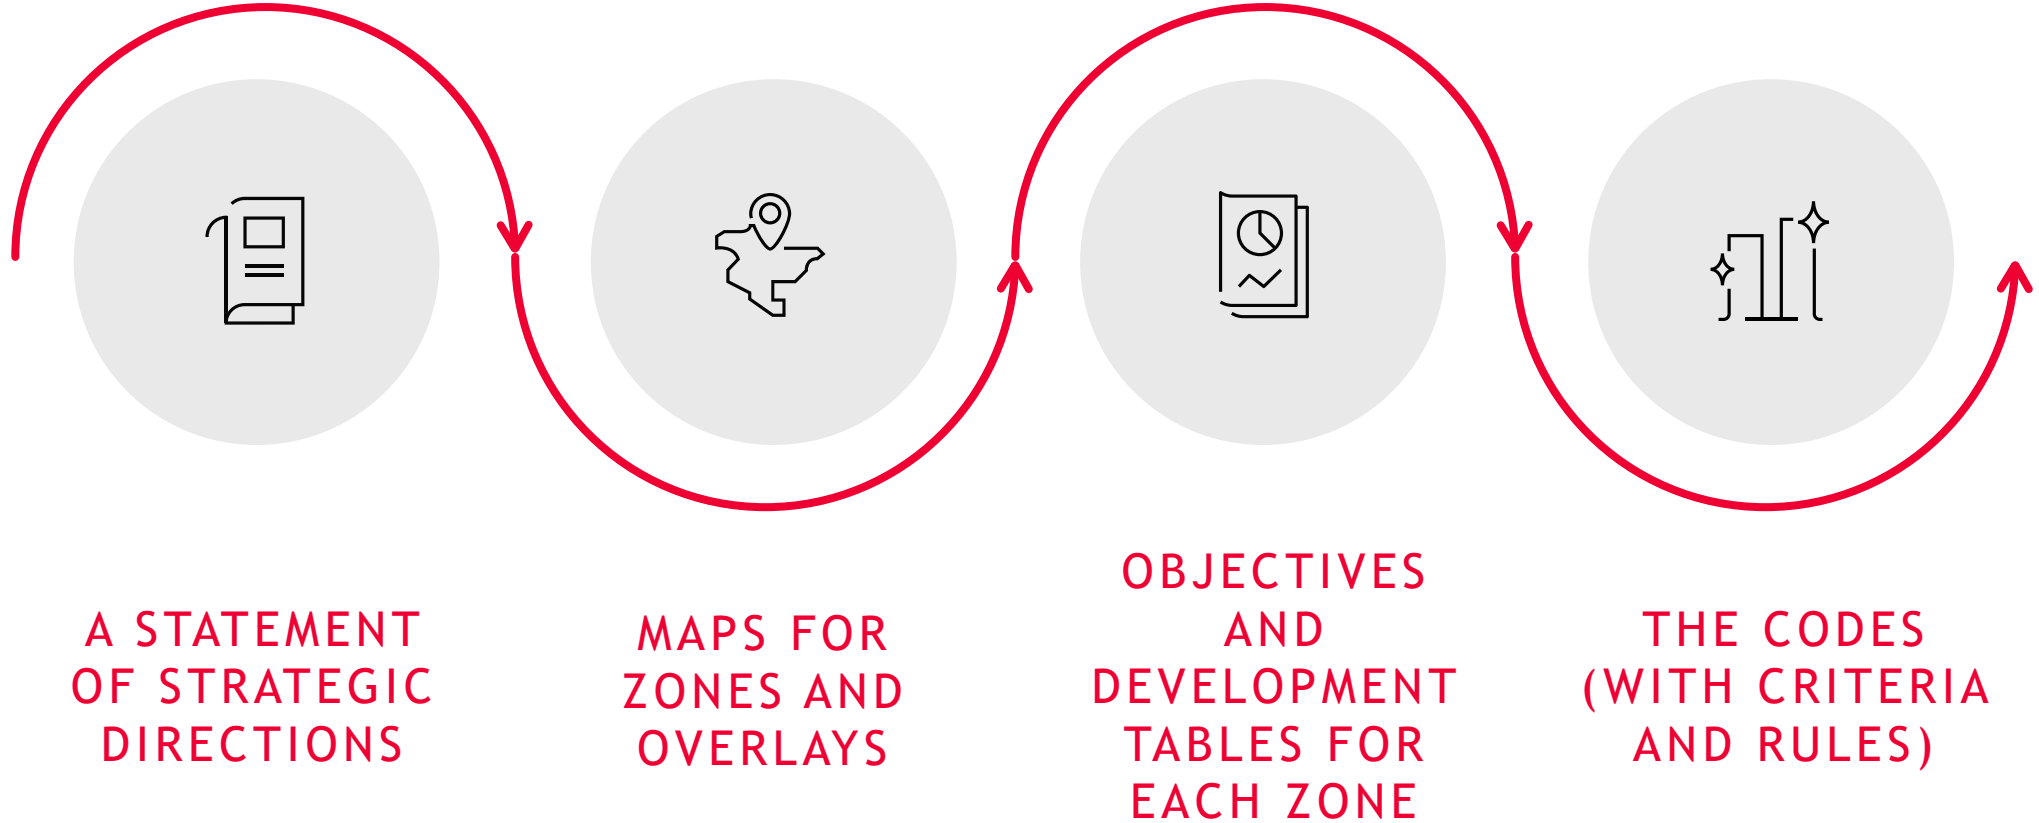 A STATEMENT
OF STRATEGIC
DIRECTIONS
MAPS FOR
ZONES AND
OVERLAYS
OBJECTIVES
AND
DEVELOPMENT
TABLES FOR
EACH ZONE
THE CODES
(WITH CRITERIA
AND RULES)